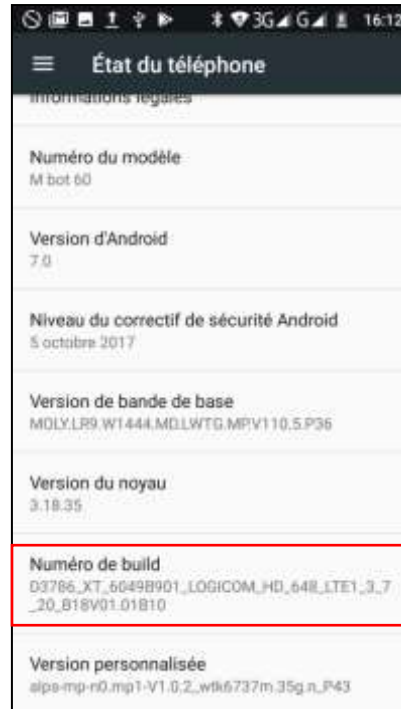 3G G 16:12
État du téléphone
Informations légales
Numéro du modèle
M bot 60
Version d'Android
7.0
Niveau du correctif de sécurité Android
5 octobre 2017
Version de bande de base
MOLY.LR9.W1444.MD.LWTG.MP.V110.5.P36
Version du noyau
3.18.35
Numéro de build
D3786_XT_6049B901_LOGICOM_HD_648_LTE1_3_7
_20_B18V01.01B10
Version personnalisée
alps-mp-n0.mp1-V1.0.2_wtk6737m.35g.n_P43